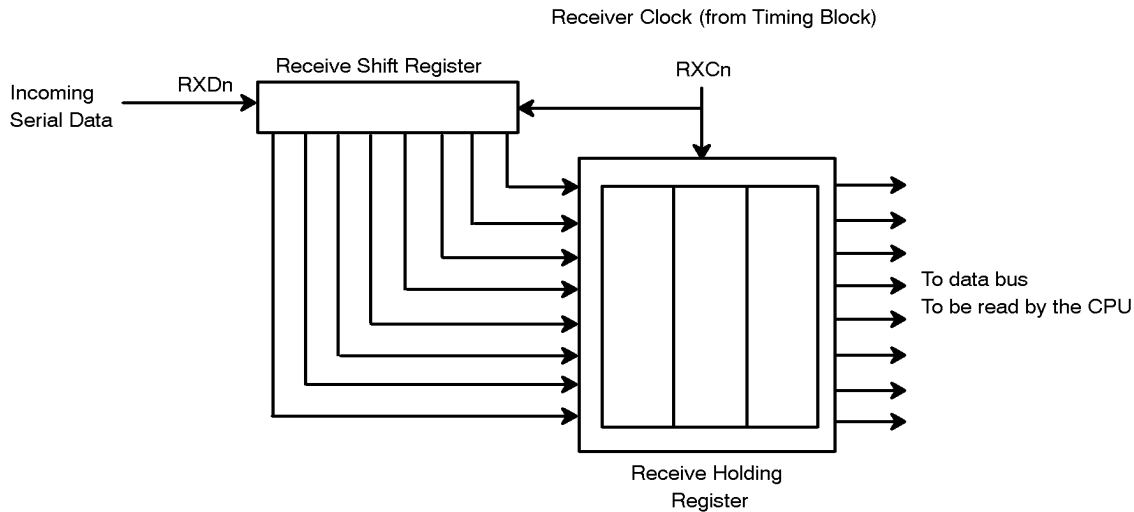 Receiver Clock (from Timing Block)
Receive Shift Register
RXCn
RXDn
Incoming
Serial Data
To data bus
To be read by the CPU
Receive Holding
Register